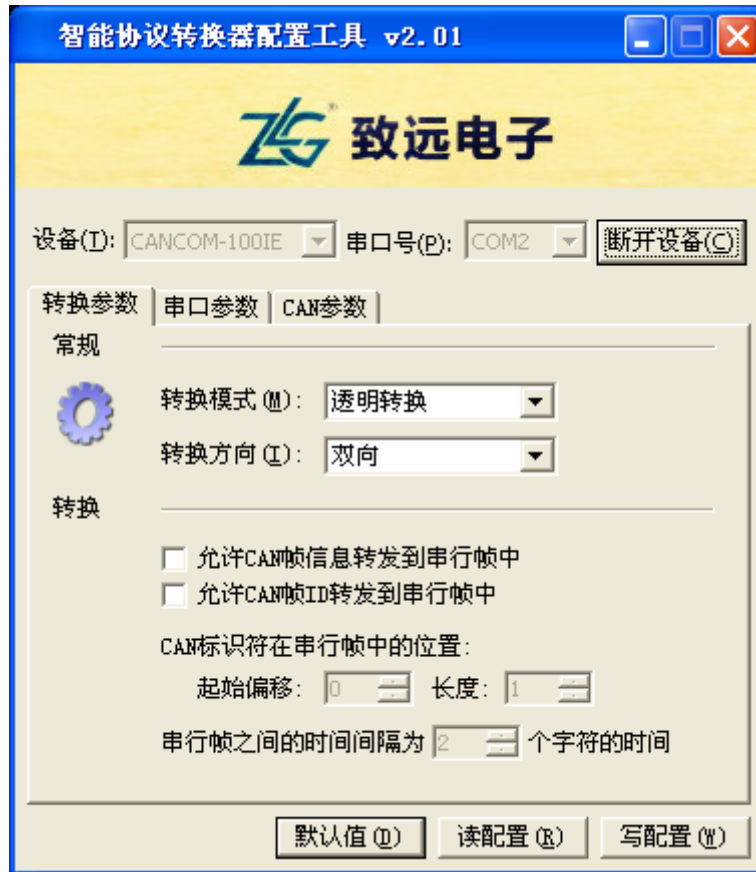 智能协议转换器配置工具 v2.01
ZLG® 致远电子
设备(T): CANCOM-100IE 串口号(P): COM2 断开设备(C)
转换参数 串口参数 CAN参数
常规
转换模式(M): 透明转换
转换方向(I): 双向
转换
允许CAN帧信息转发到串行帧中
允许CAN帧ID转发到串行帧中
CAN标识符在串行帧中的位置:
起始偏移: 0 长度: 1
串行帧之间的时间间隔为 2 个字符的时间
默认值(D) 读配置(R) 写配置(W)